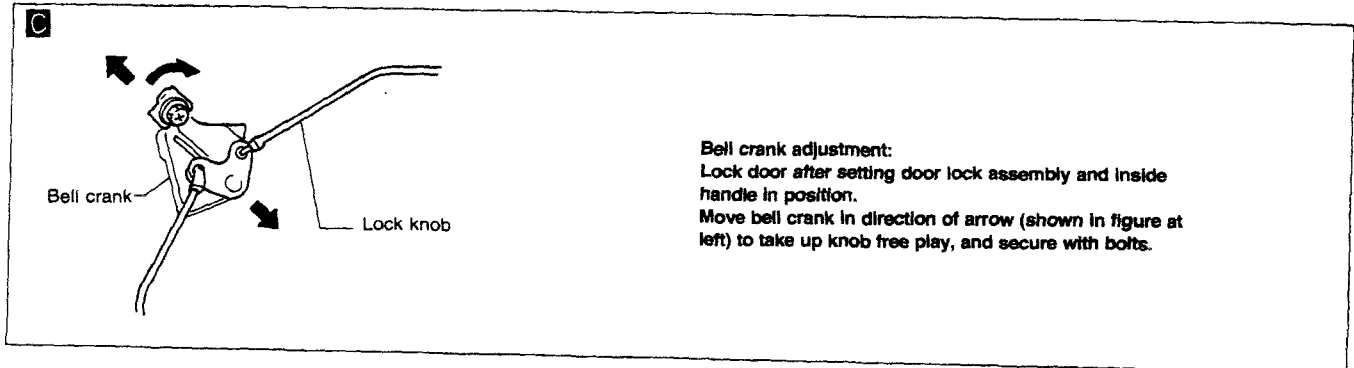 C
Bell crank
Lock knob
Bell crank adjustment:
Lock door after setting door lock assembly and inside
handle in position.
Move bell crank in direction of arrow (shown in figure at
left) to take up knob free play, and secure with bolts.